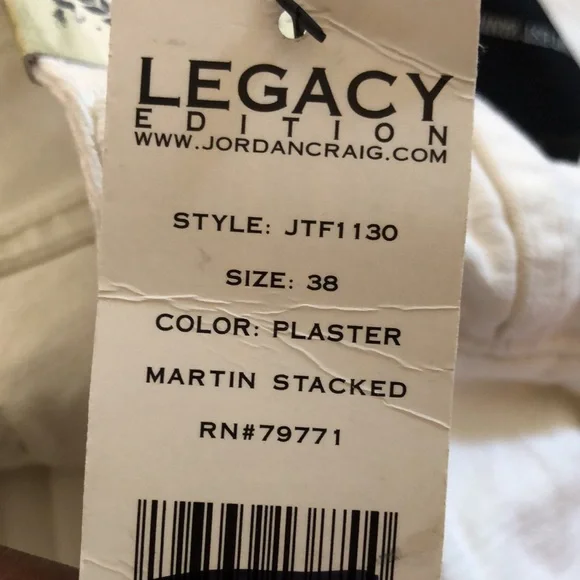 LEGACY
EDITION
WWW.JORDANCRAIG.COM
STYLE: JTF1130
SIZE: 38
COLOR: PLASTER
MARTIN STACKED
RN#79771